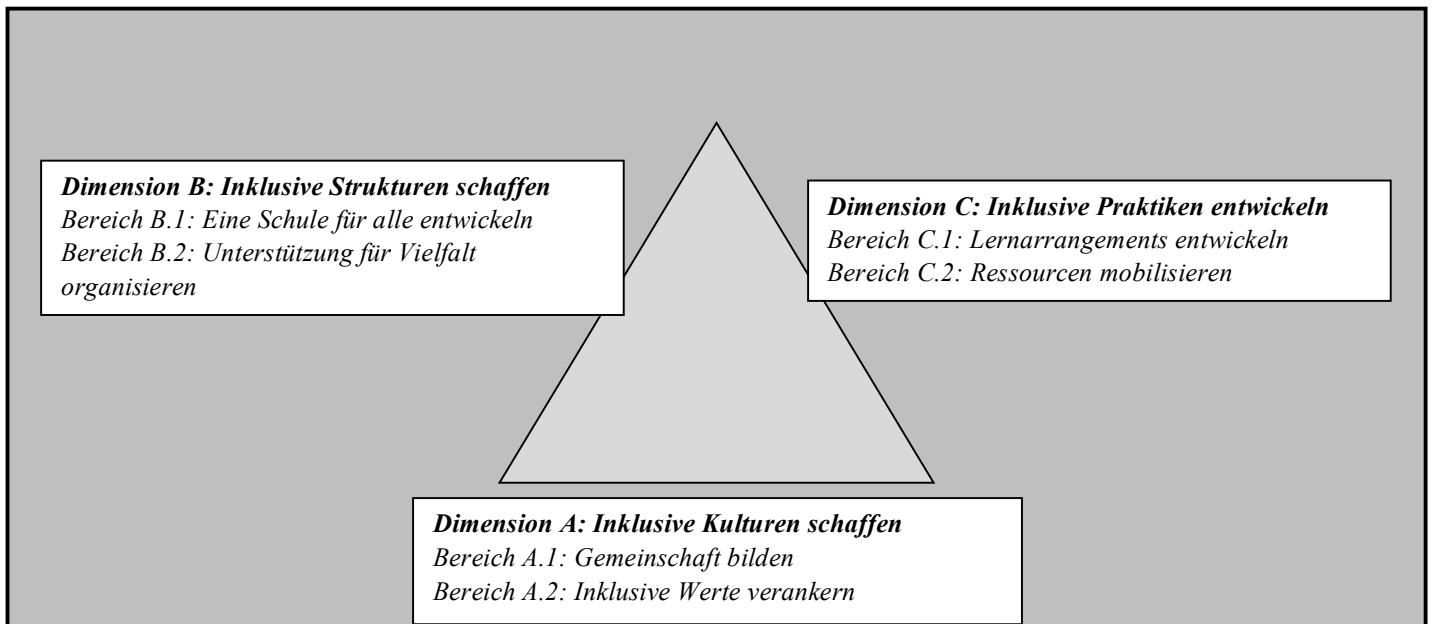 Dimension B: Inklusive Strukturen schaffen
Bereich B.1: Eine Schule für alle entwickeln
Bereich B.2: Unterstützung für Vielfalt
organisieren
Dimension C: Inklusive Praktiken entwickeln
Bereich C.1: Lernarrangements entwickeln
Bereich C.2: Ressourcen mobilisieren
Dimension A: Inklusive Kulturen schaffen
Bereich A.1: Gemeinschaft bilden
Bereich A.2: Inklusive Werte verankern